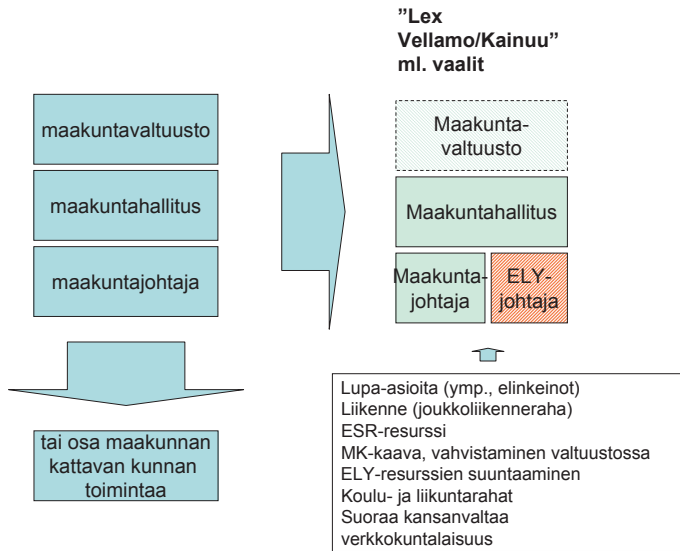 ”Lex
Vellamo/Kainuu”
ml. vaalit
maakuntavaltuusto
maakuntahallitus
maakuntajohtaja
tai osa maakunnan
kattavan kunnan
toimintaa
Maakunta-
valtuusto
Maakuntahallitus
Maakunta-
johtaja
ELY-
johtaja
Lupa-asioita (ymp., elinkeinot)
Liikenne (joukkoliikenneraha)
ESR-resurssi
MK-kaava, vahvistaminen valtuustossa
ELY-resurssien suuntaaminen
Koulu- ja liikuntarahat
Suoraa kansanvaltaa
verkkokuntalaisuus